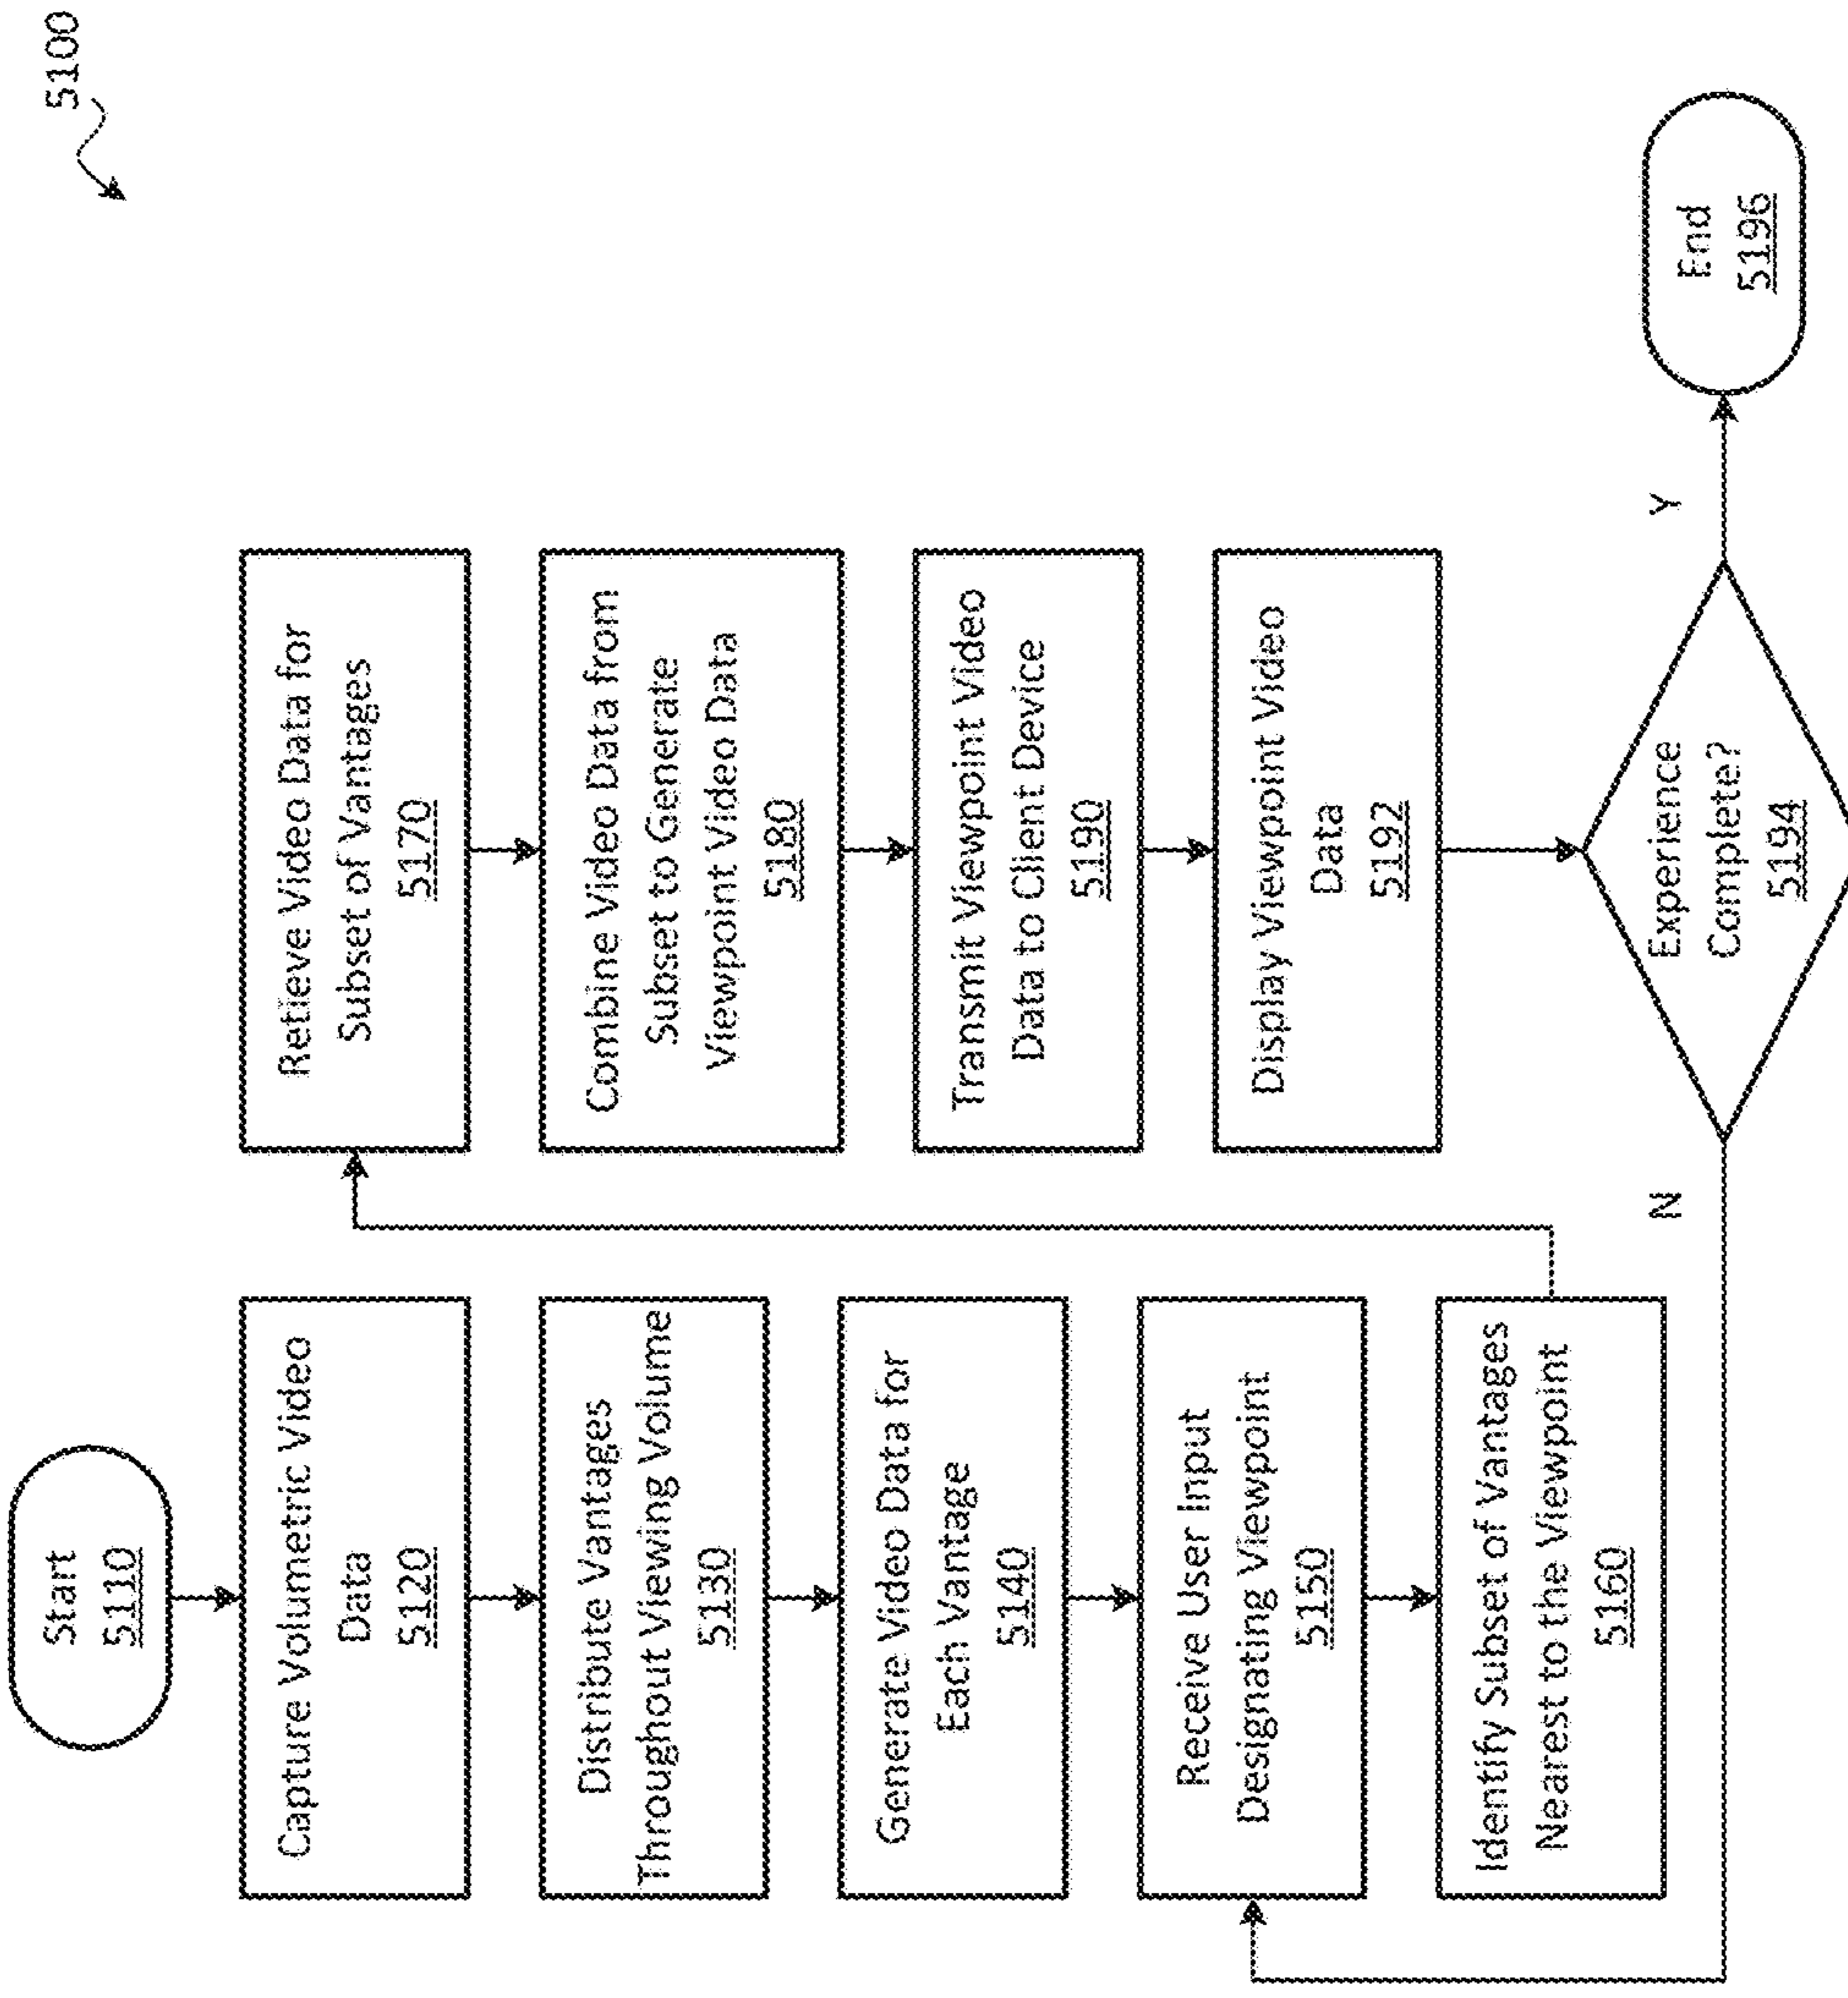 5100
Start
5110
Capture Volumetric Video
Data
5120
Distribute Vantages
Throughout Viewing Volume
5130
Generate Video Data for
Each Vantage
5140
Receive User Input
Designating Viewpoint
5150
Identify Subset of Vantages
Nearest to the Viewpoint
5160
Retrieve Video Data for
Subset of Vantages
5170
Combine Video Data from
Subset to Generate
Viewpoint Video Data
5180
Transmit Viewpoint Video
Data to Client Device
5190
Display Viewpoint Video
Data
5192
Experience
Complete?
5194
N
Y
End
5196